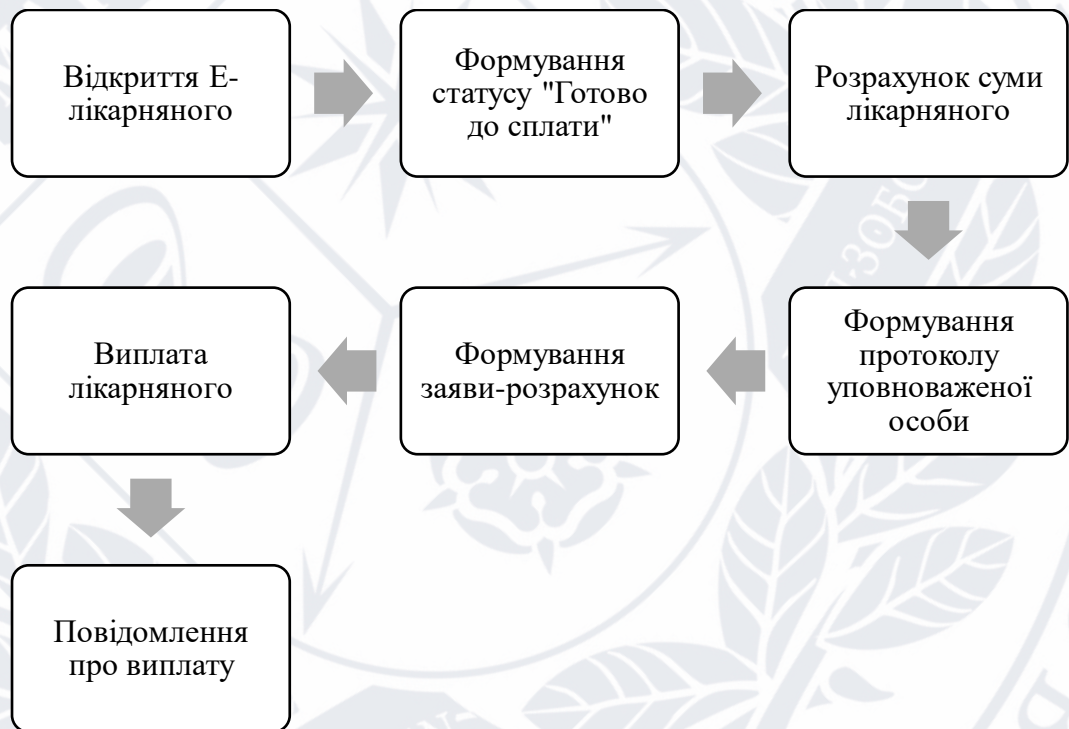 Відкриття Е-
лікарняного
Формування
статусу "Готово
до сплати"
Розрахунок суми
лікарняного
Формування
протоколу
уповноваженої
особи
Формування
заяви-розрахунок
Виплата
лікарняного
Повідомлення
про виплату